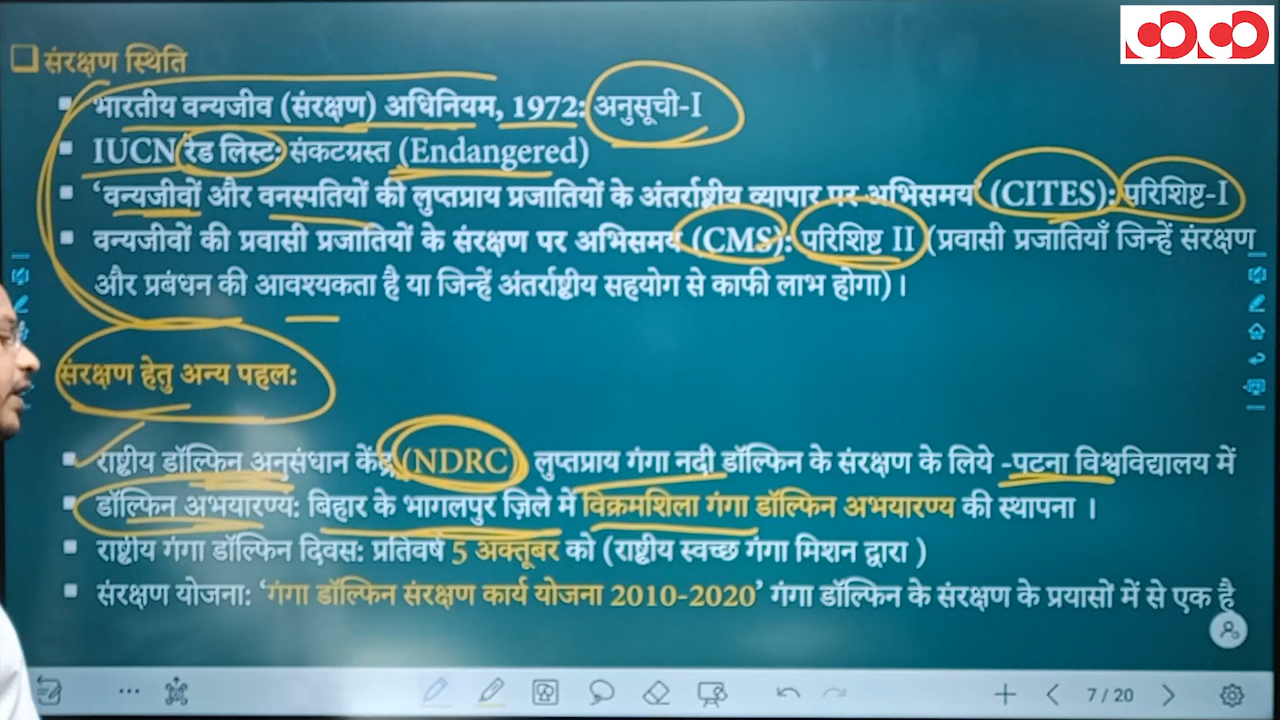 संरक्षण स्थिति
भारतीय वन्यजीव (संरक्षण) अधिनियम, 1972: अनुसूची-I
IUCN रेड लिस्ट: संकटग्रस्त (Endangered)
‘वन्यजीवों और वनस्पतियों की लुप्तप्राय प्रजातियों के अंतर्राष्ट्रीय व्यापार पर अभिसमय’ (CITES): परिशिष्ट-I
वन्यजीवों की प्रवासी प्रजातियों के संरक्षण पर अभिसमय (CMS): परिशिष्ट II (प्रवासी प्रजातियाँ जिन्हें संरक्षण
और प्रबंधन की आवश्यकता है या जिन्हें अंतर्राष्ट्रीय सहयोग से काफी लाभ होगा)।
संरक्षण हेतु अन्य पहल:
राष्ट्रीय डॉल्फिन अनुसंधान केंद्र (NDRC) लुप्तप्राय गंगा नदी डॉल्फिन के संरक्षण के लिये -पटना विश्वविद्यालय में
डॉल्फिन अभयारण्य: बिहार के भागलपुर ज़िले में विक्रमशिला गंगा डॉल्फिन अभयारण्य की स्थापना ।
राष्ट्रीय गंगा डॉल्फिन दिवस: प्रतिवर्ष 5 अक्तूबर को (राष्ट्रीय स्वच्छ गंगा मिशन द्वारा )
संरक्षण योजना: ‘गंगा डॉल्फिन संरक्षण कार्य योजना 2010-2020’ गंगा डॉल्फिन के संरक्षण के प्रयासों में से एक है
7 / 20